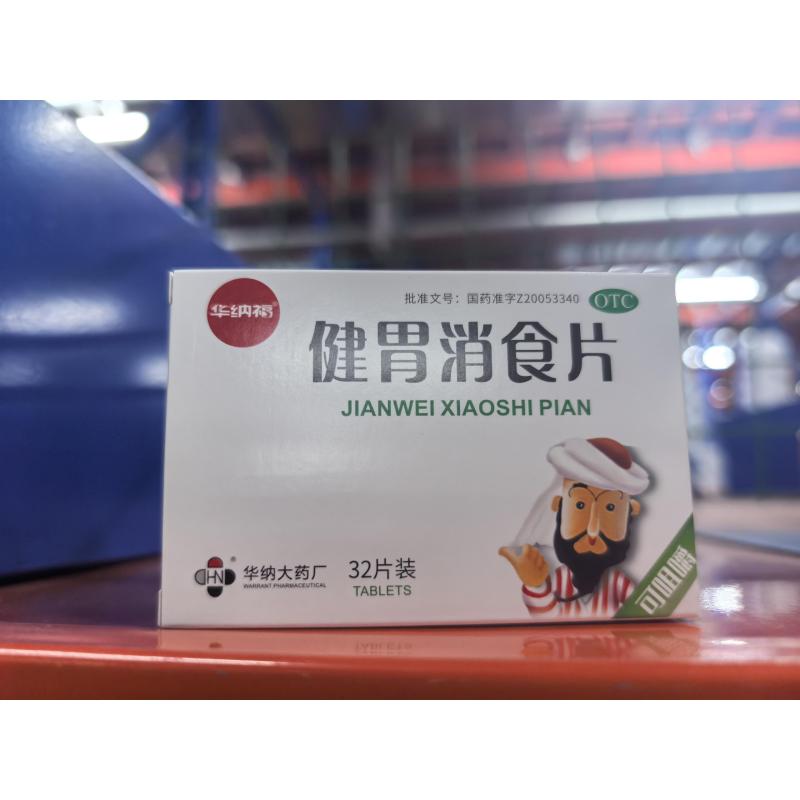 华纳福®
批准文号：国药准字Z20053340
OTC
健胃消食片
JIANWEI XIAOSHI PIAN
HN®
华纳大药厂
WARRANT PHARMACEUTICAL
32片装
TABLETS
可咀嚼